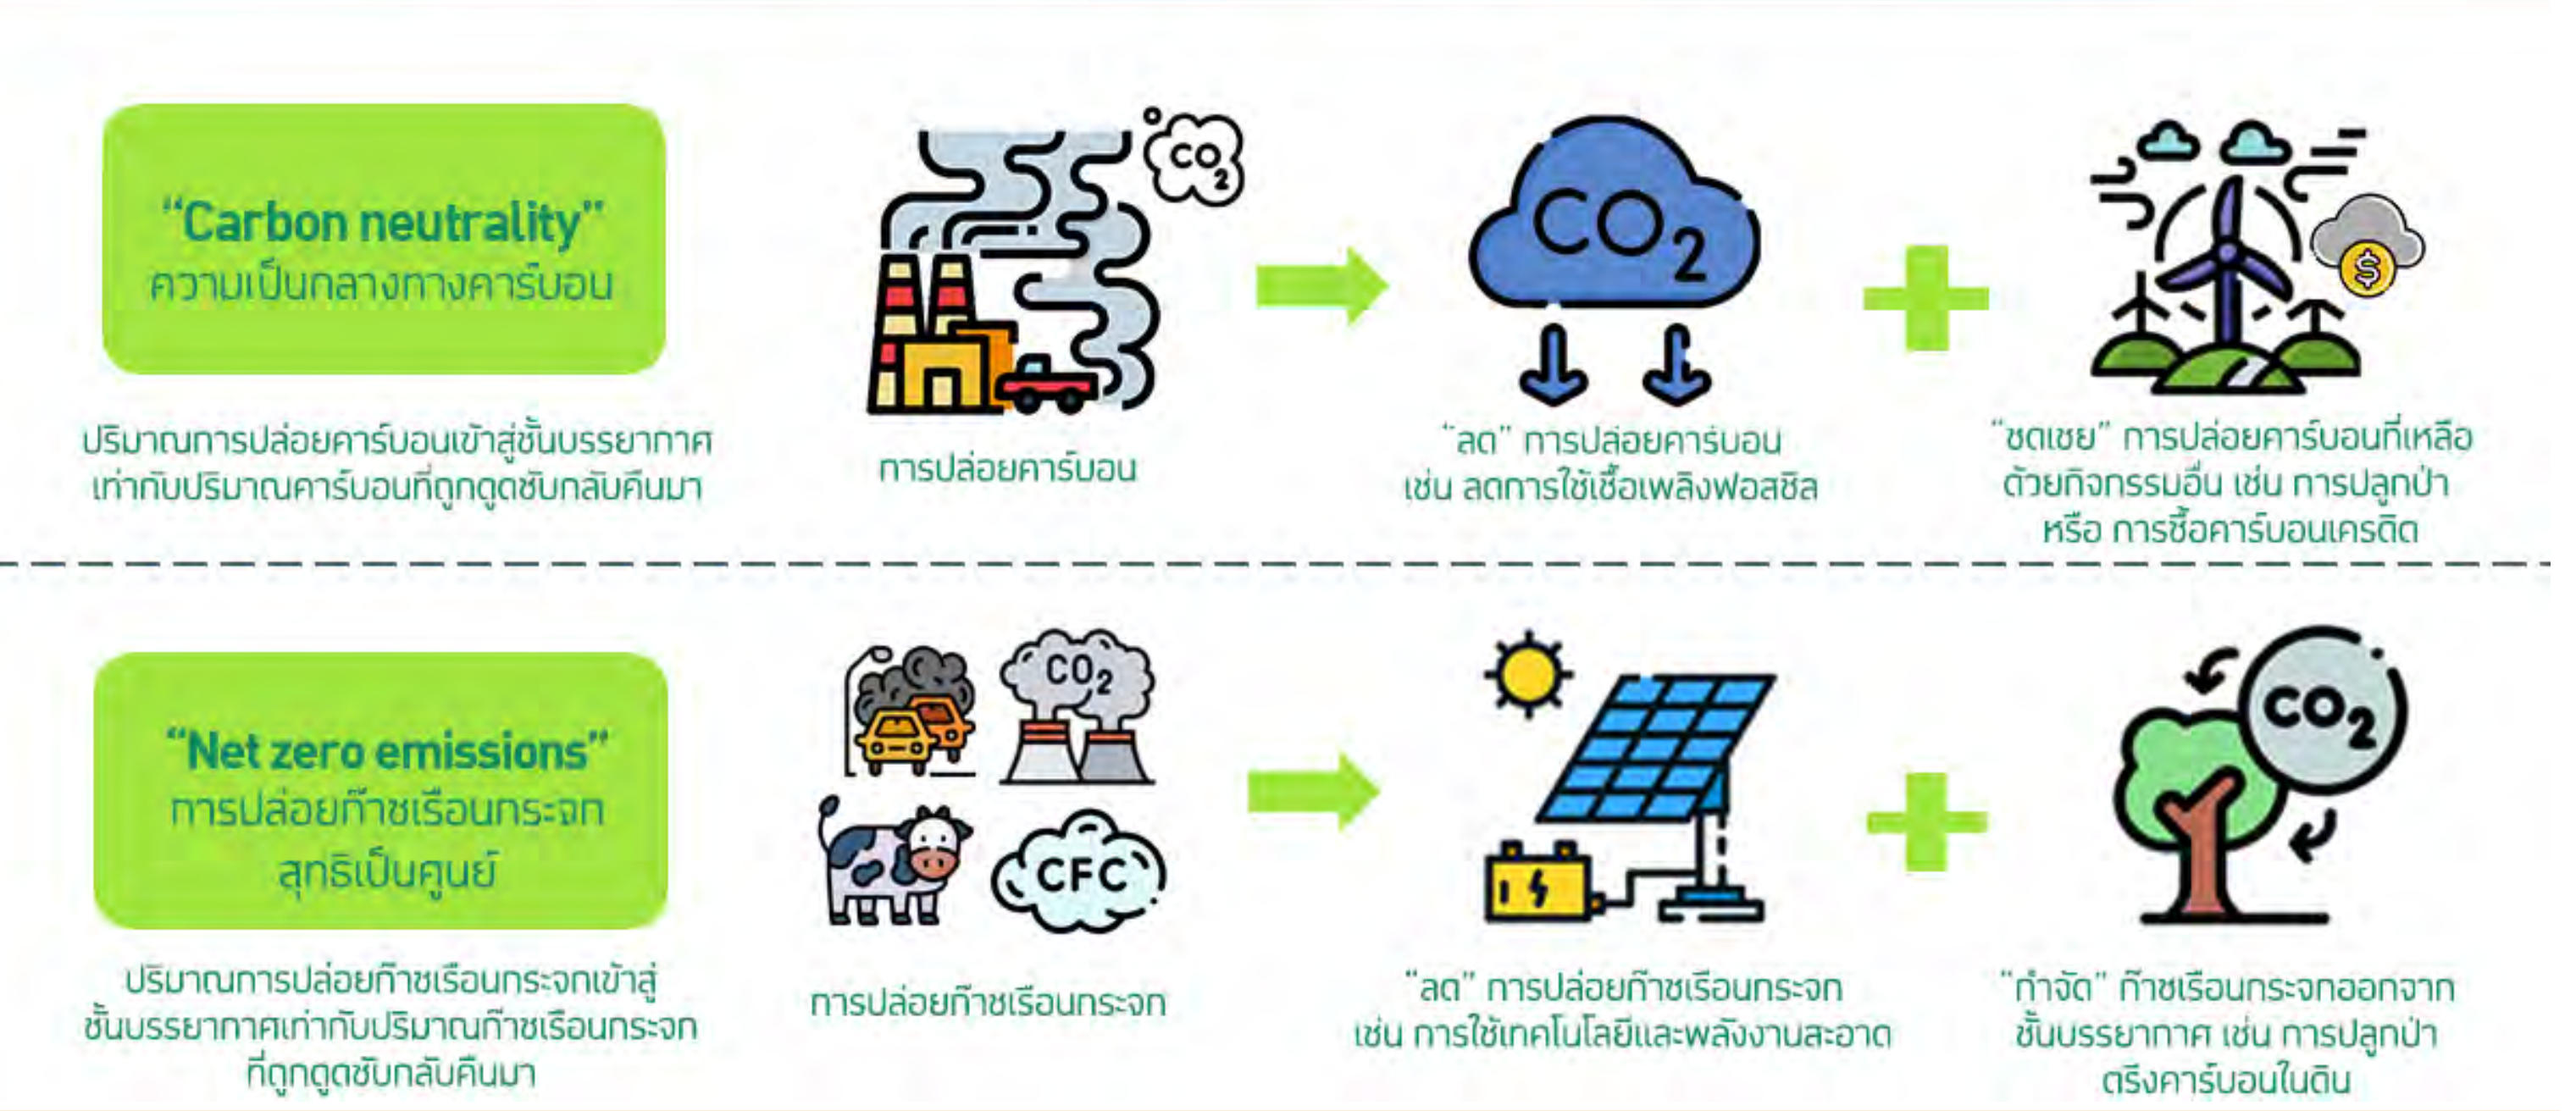 “Carbon neutrality”
ความเป็นกลางทางคาร์บอน
ปริมาณการปล่อยคาร์บอนเข้าสู่ชั้นบรรยากาศ
เท่ากับปริมาณคาร์บอนที่ถูกดูดซับกลับคืนมา
CO2
การปล่อยคาร์บอน
CO2
“ลด” การปล่อยคาร์บอน
เช่น ลดการใช้เชื้อเพลิงฟอสซิล
$
“ชดเชย” การปล่อยคาร์บอนที่เหลือ
ด้วยกิจกรรมอื่น เช่น การปลูกป่า
หรือ การซื้อคาร์บอนเครดิต
“Net zero emissions”
การปล่อยก๊าซเรือนกระจก
สุทธิเป็นศูนย์
ปริมาณการปล่อยก๊าซเรือนกระจกเข้าสู่
ชั้นบรรยากาศเท่ากับปริมาณก๊าซเรือนกระจก
ที่ถูกดูดซับกลับคืนมา
CO2
CFC
การปล่อยก๊าซเรือนกระจก
“ลด” การปล่อยก๊าซเรือนกระจก
เช่น การใช้เทคโนโลยีและพลังงานสะอาด
CO2
“กำจัด” ก๊าซเรือนกระจกออกจาก
ชั้นบรรยากาศ เช่น การปลูกป่า
ตรึงคาร์บอนในดิน